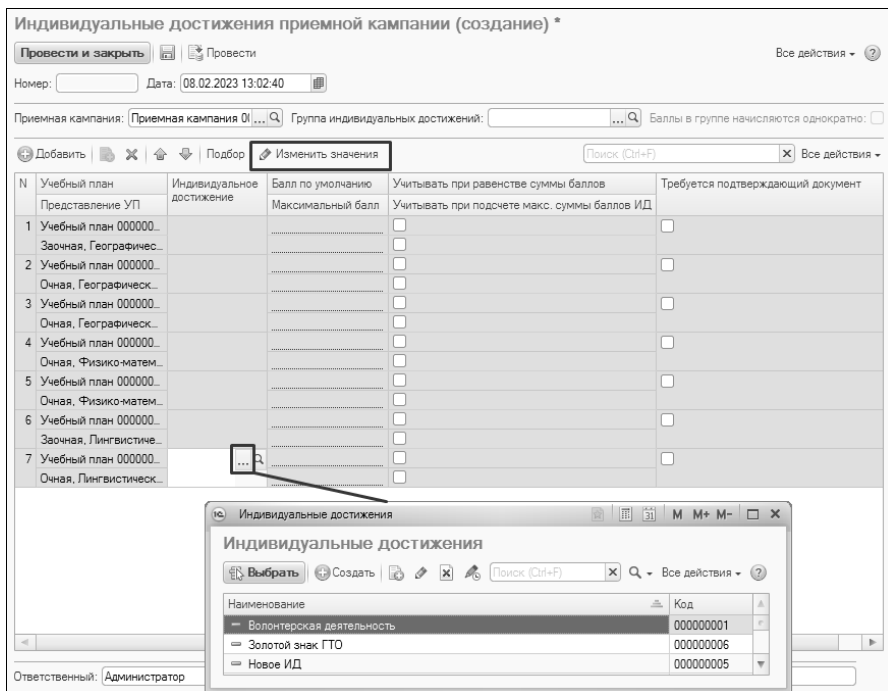 Индивидуальные достижения приемной кампании (создание) *
Провести и закрыть Провести Все действия ?
Номер: Дата: 08.02.2023 13:02:40
Приемная кампания: Приемная кампания 0( ... Группа индивидуальных достижений: ... Баллы в группе начисляются однократно:
Добавить Подбор Изменить значения Поиск (Ctrl+F) Все действия
N Учебный план Индивидуальное достижение Балл по умолчанию Учитывать при равенстве суммы баллов Требуется подтверждающий документ
Представление УП Максимальный балл Учитывать при подсчете макс. суммы баллов ИД
1 Учебный план 000000...
Заочная, Географичес...
2 Учебный план 000000...
Очная, Географическ...
3 Учебный план 000000...
Очная, Географическ...
4 Учебный план 000000...
Очная, Физико-матем...
5 Учебный план 000000...
Очная, Физико-матем...
6 Учебный план 000000...
Заочная, Лингвистиче...
7 Учебный план 000000... ...
Очная, Лингвистическ...
1С Индивидуальные достижения 31 M M+ M-
Индивидуальные достижения
Выбрать Создать Поиск (Ctrl+F) Все действия ?
Наименование Код
Волонтерская деятельность 000000001
Золотой знак ГТО 000000006
Новое ИД 000000005
Ответственный: Администратор